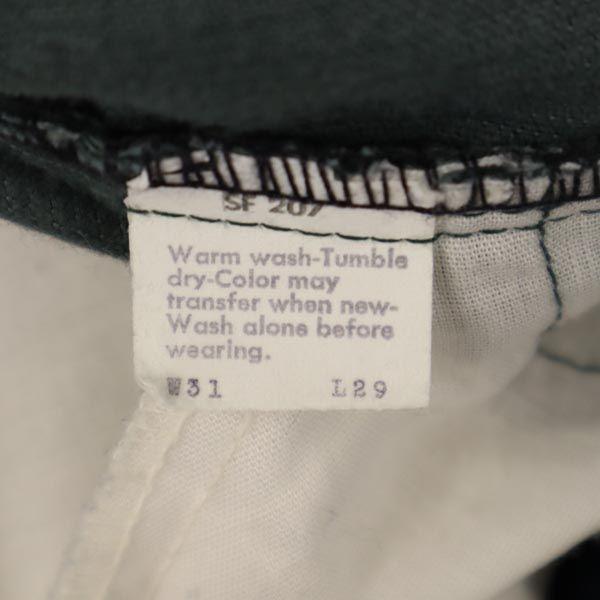 SF 207
Warm wash-Tumble
dry-Color may
transfer when new-
Wash alone before
wearing.
W31 L29